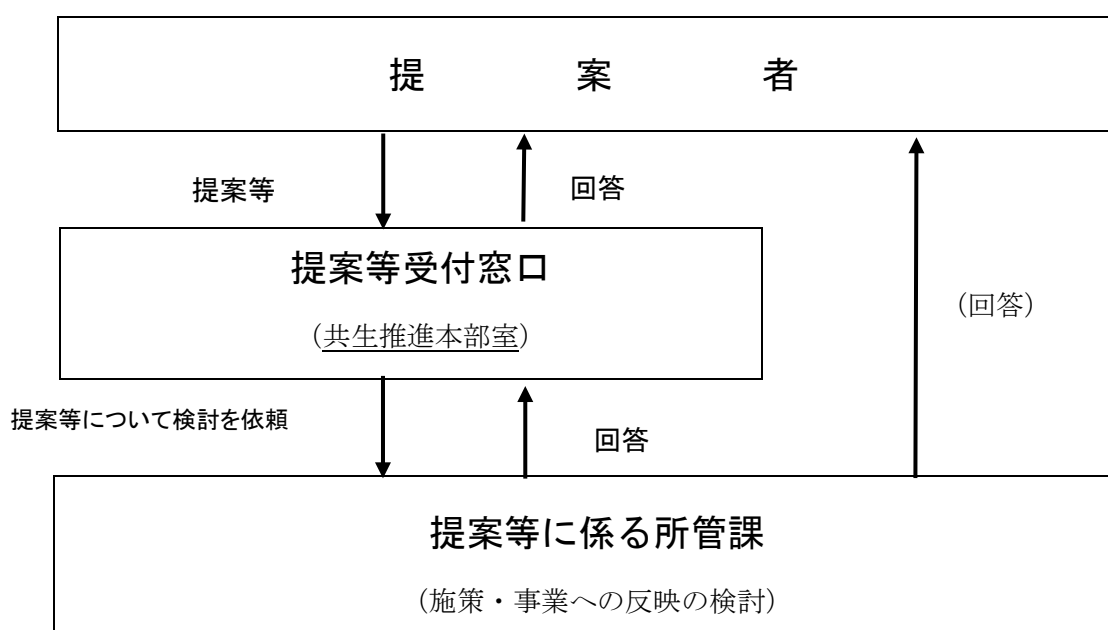 提案者
提案等
回答
提案等受付窓口
（共生推進本部室）
（回答）
提案等について検討を依頼
回答
提案等に係る所管課
（施策・事業への反映の検討）